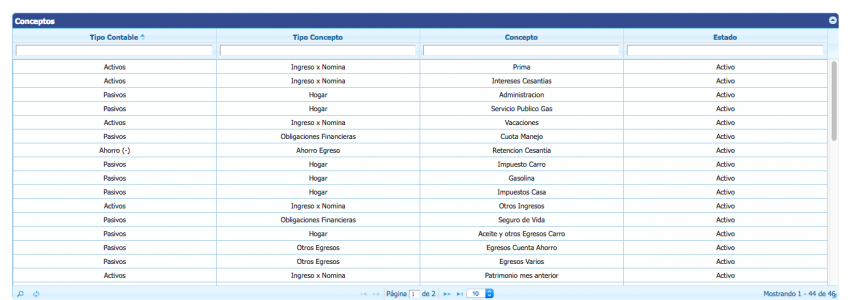 Conceptos
Tipo Contable Tipo Concepto Concepto Estado
Activos Ingreso x Nomina Prima Activo
Activos Ingreso x Nomina Intereses Cesantias Activo
Pasivos Hogar Administracion Activo
Pasivos Hogar Servicio Publico Gas Activo
Activos Ingreso x Nomina Vacaciones Activo
Pasivos Obligaciones Financieras Cuota Manejo Activo
Ahorro (-) Ahorro Egreso Retencion Cesantia Activo
Pasivos Hogar Impuesto Carro Activo
Pasivos Hogar Gasolina Activo
Pasivos Hogar Impuestos Casa Activo
Activos Ingreso x Nomina Otros Ingresos Activo
Pasivos Obligaciones Financieras Seguro de Vida Activo
Pasivos Hogar Aceite y otros Egresos Carro Activo
Pasivos Otros Egresos Egresos Cuenta Ahorro Activo
Pasivos Otros Egresos Egresos Varios Activo
Activos Ingreso x Nomina Patrimonio mes anterior Activo
Página 1 de 2 10 Mostrando 1 - 44 de 46